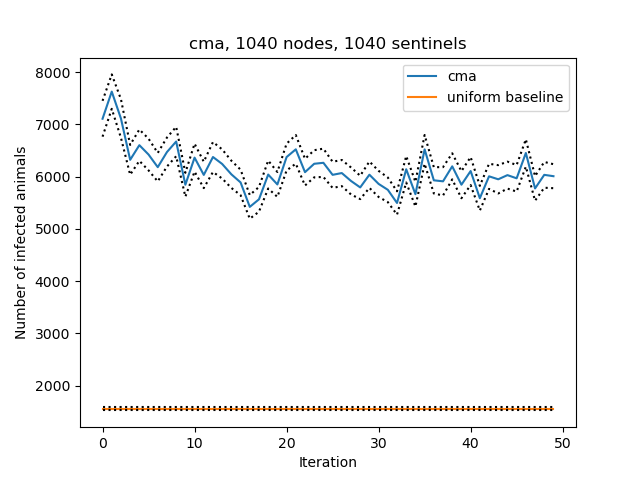 cma, 1040 nodes, 1040 sentinels
cma
uniform baseline
Number of infected animals
8000
7000
6000
5000
4000
3000
2000
0
10
20
30
40
50
Iteration